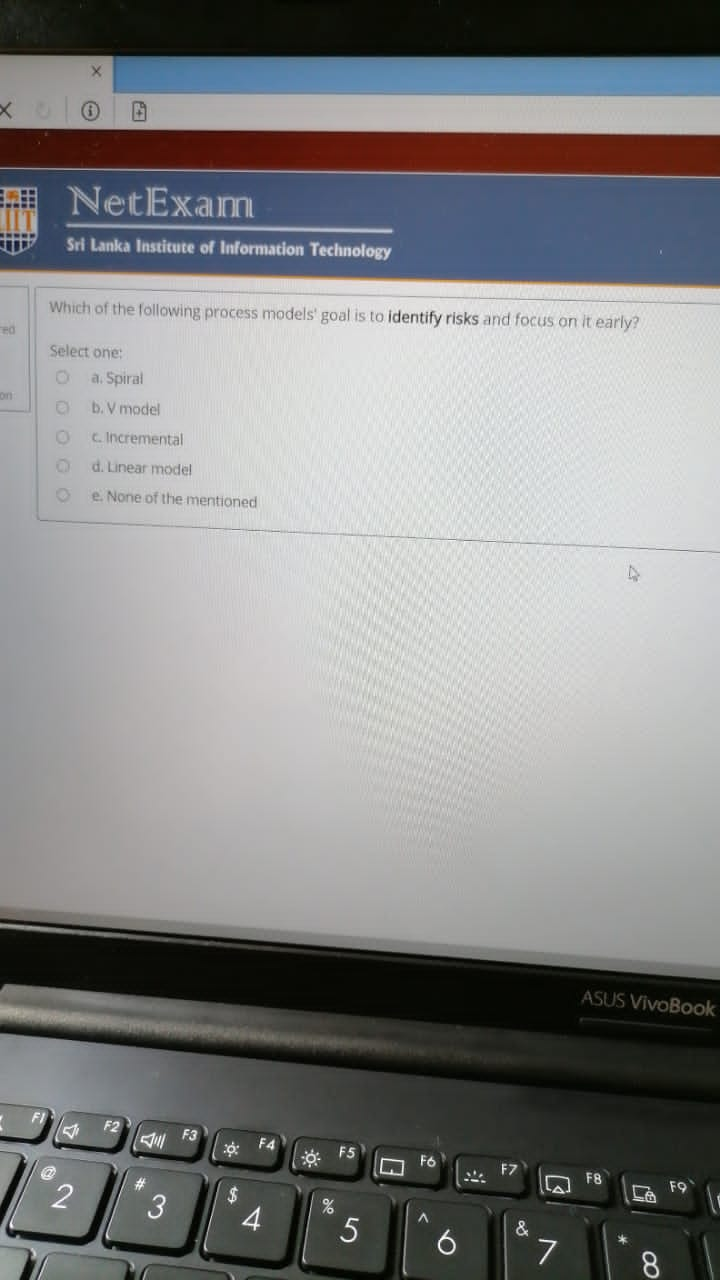 NetExam
Sri Lanka Institute of Information Technology
Which of the following process models' goal is to identify risks and focus on it early?
Select one:
a. Spiral
b. V model
c. Incremental
d. Linear model
e. None of the mentioned
ASUS VivoBook
F1 F2 F3 F4 F5 F6 F7 F8 F9
@ # $ % ^ & *
2 3 4 5 6 7 8